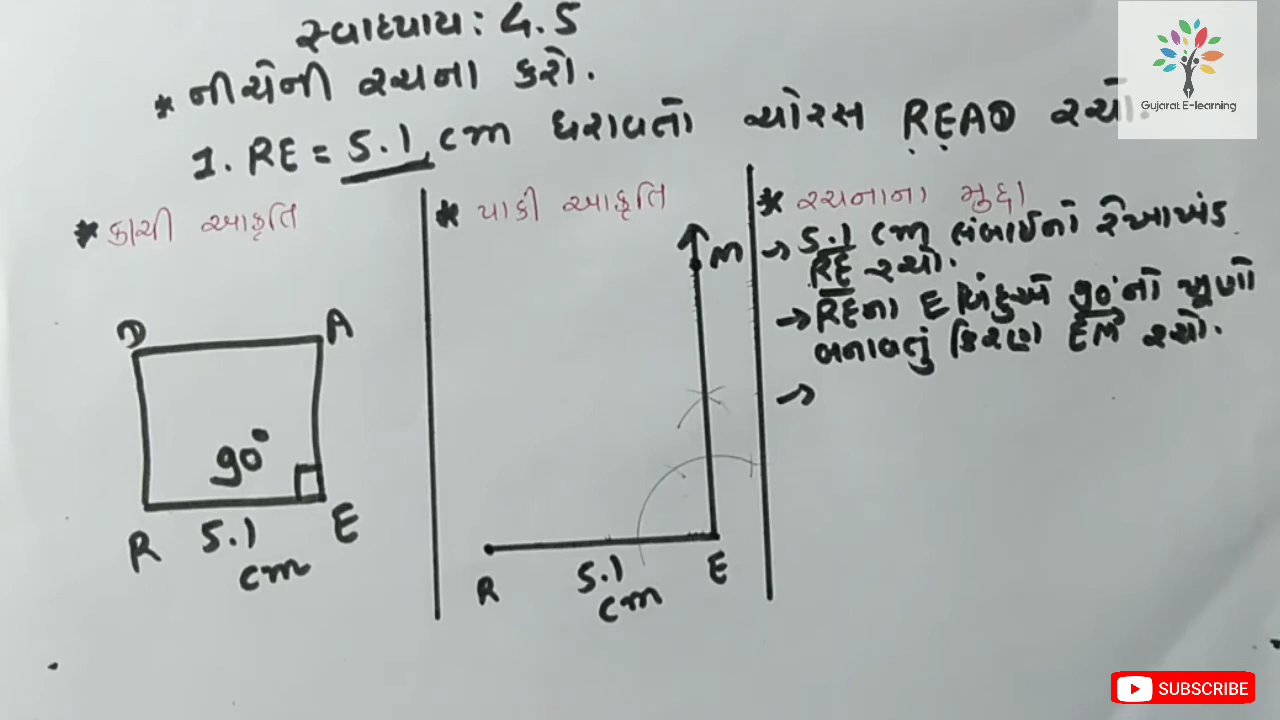 સ્વાધ્યાય: 4.5
* નીચેની રચના કરો.
1. RE = 5.1 cm ધરાવતો ચોરસ READ રચો.
* કાચી આકૃતિ
D A
90°
R 5.1 E
cm
* પાકી આકૃતિ
M
R 5.1 E
cm
* રચનાના મુદ્દા
→ 5.1 cm લંબાઈનો રેખાખંડ
RE રચો.
→ REના E બિંદુએ 90°નો ખૂણો
બનાવતું કિરણ EM રચો.
→
Gujarat E-learning
SUBSCRIBE